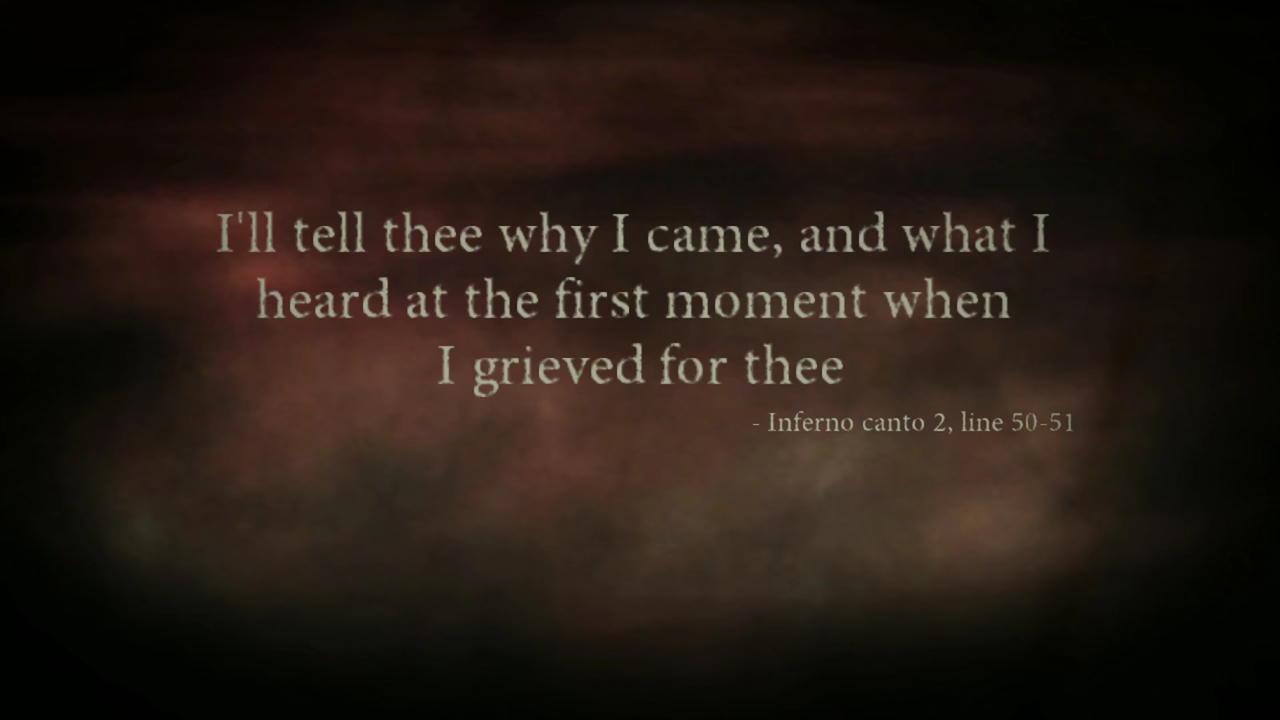 I'll tell thee why I came, and what I
heard at the first moment when
I grieved for thee
- Inferno canto 2, line 50-51